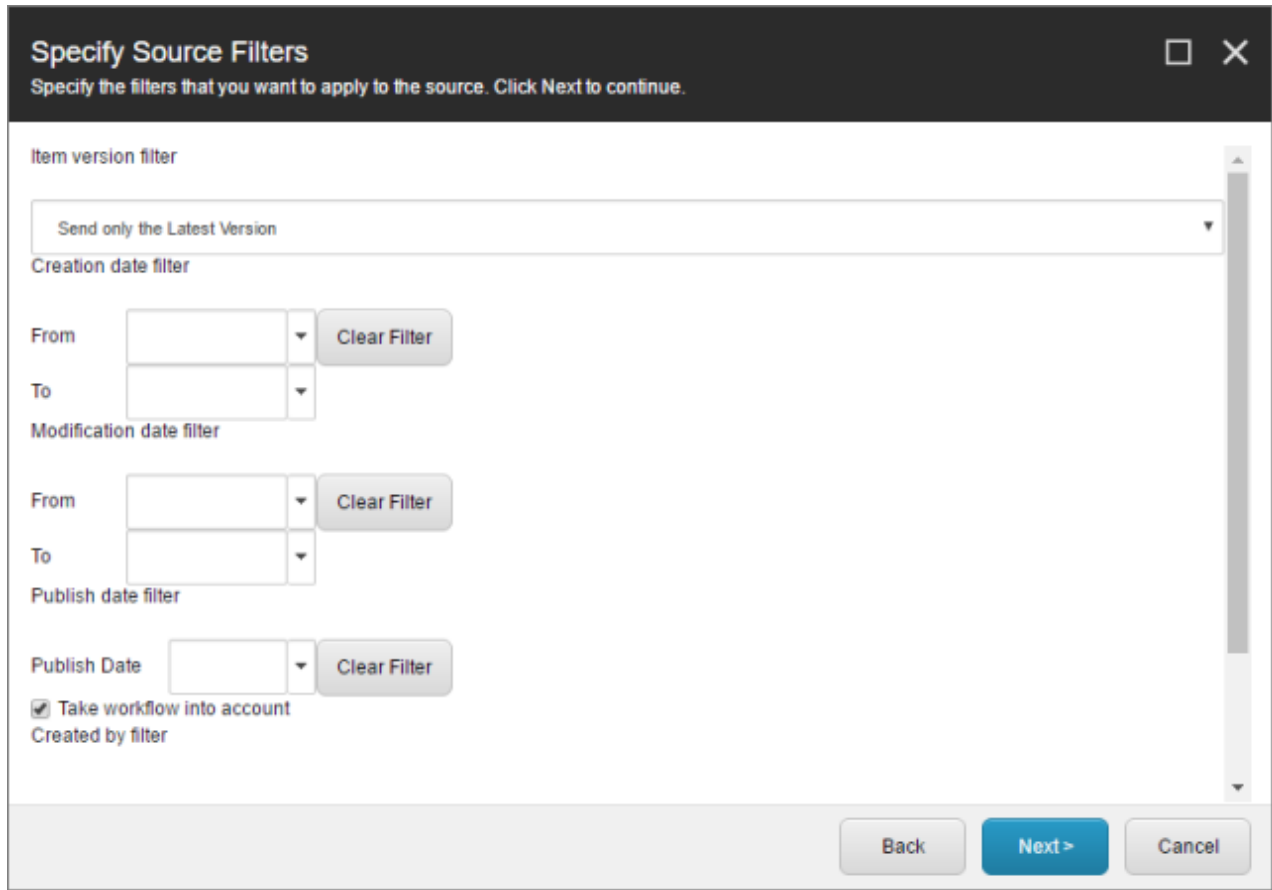 Specify Source Filters
Specify the filters that you want to apply to the source. Click Next to continue.
Item version filter
Send only the Latest Version
Creation date filter
From Clear Filter
To
Modification date filter
From Clear Filter
To
Publish date filter
Publish Date Clear Filter
Take workflow into account
Created by filter
Back Next > Cancel